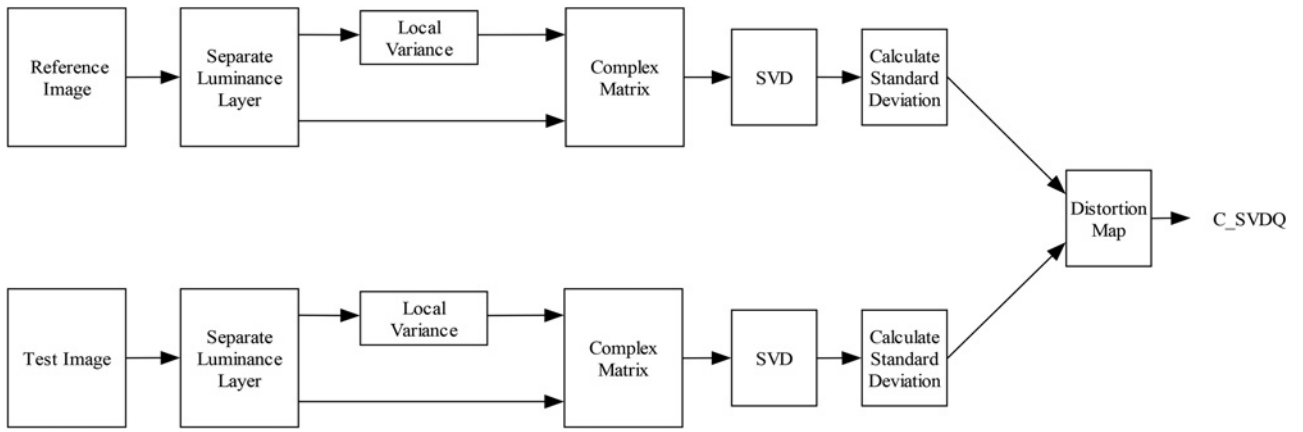 Reference
Image
Separate
Luminance
Layer
Local
Variance
Complex
Matrix
SVD
Calculate
Standard
Deviation
Distortion
Map
C_SVDQ
Test Image
Separate
Luminance
Layer
Local
Variance
Complex
Matrix
SVD
Calculate
Standard
Deviation